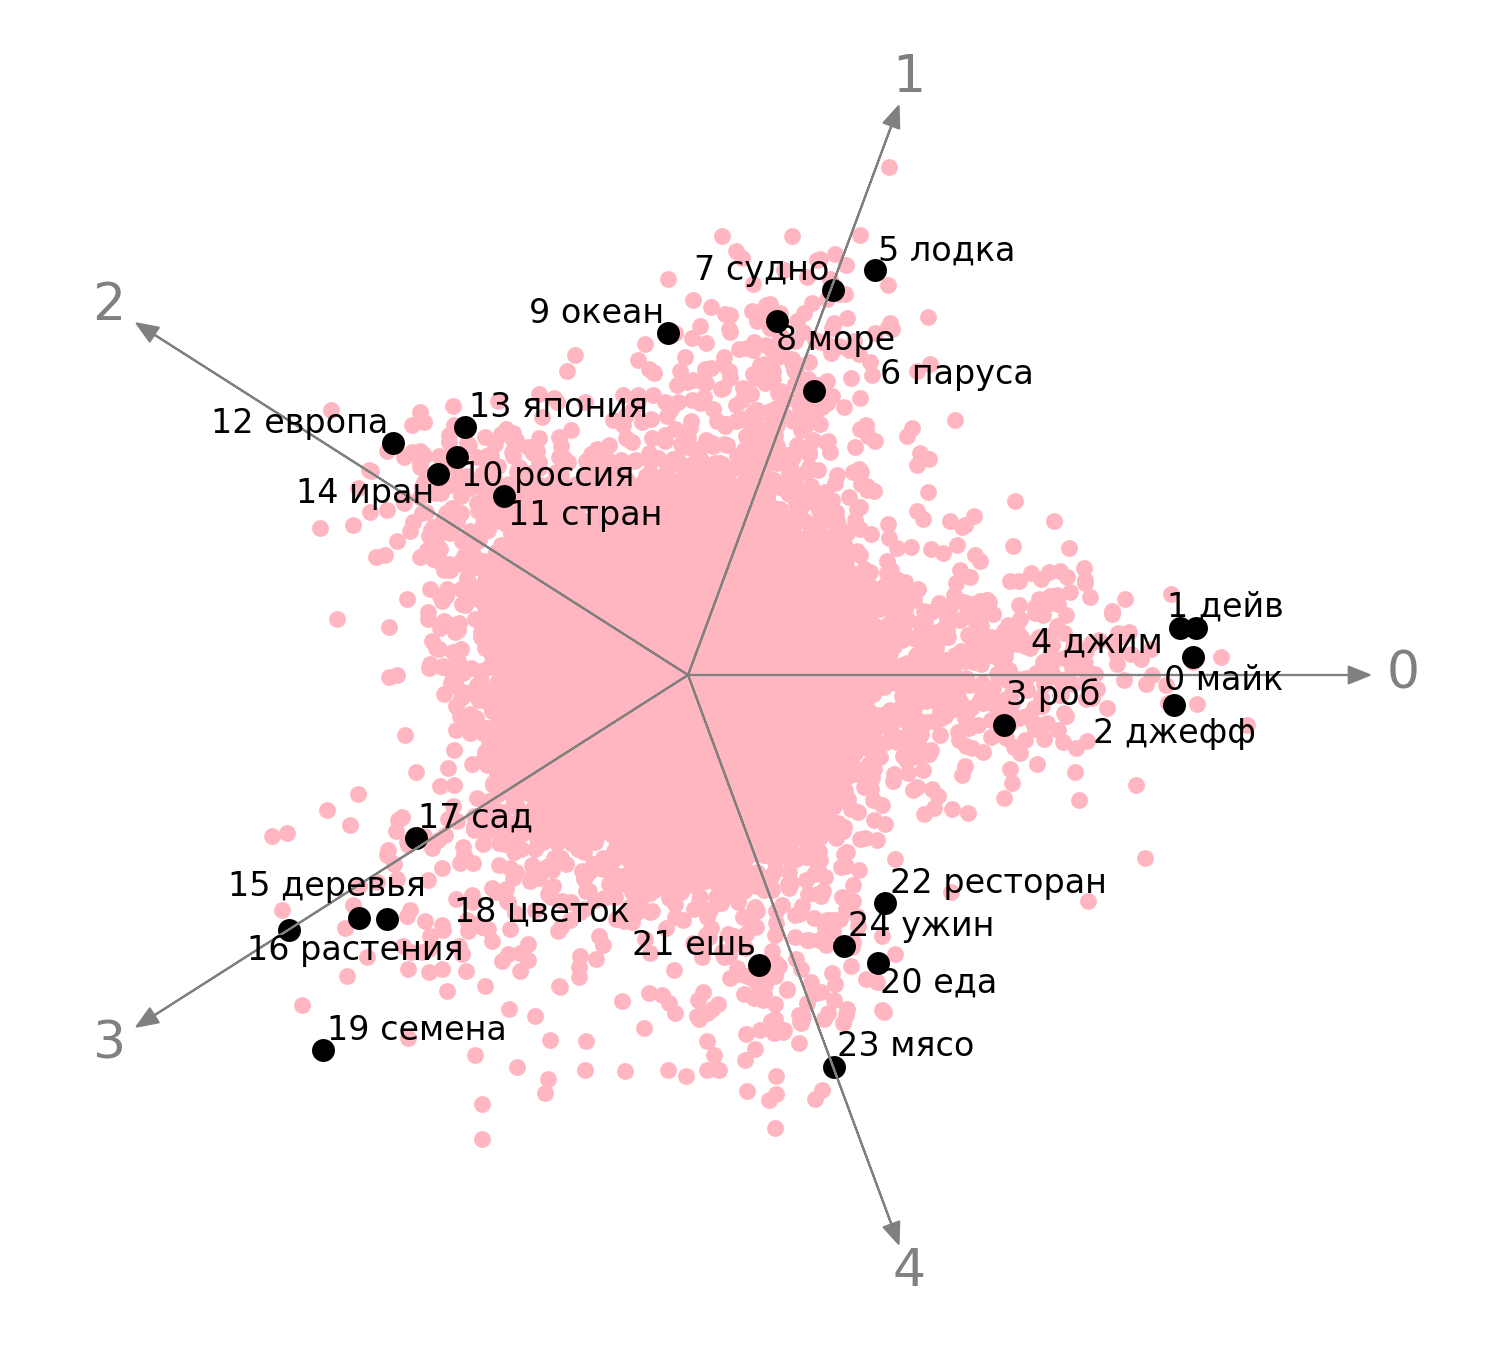 1
5 лодка
7 судно
2
9 океан
8 море
6 паруса
13 япония
12 европа
10 россия
14 иран
11 стран
1 дейв
4 джим
0
0 майк
3 роб
2 джефф
17 сад
15 деревья
22 ресторан
18 цветок
24 ужин
21 ешь
16 растения
20 еда
3
19 семена
23 мясо
4